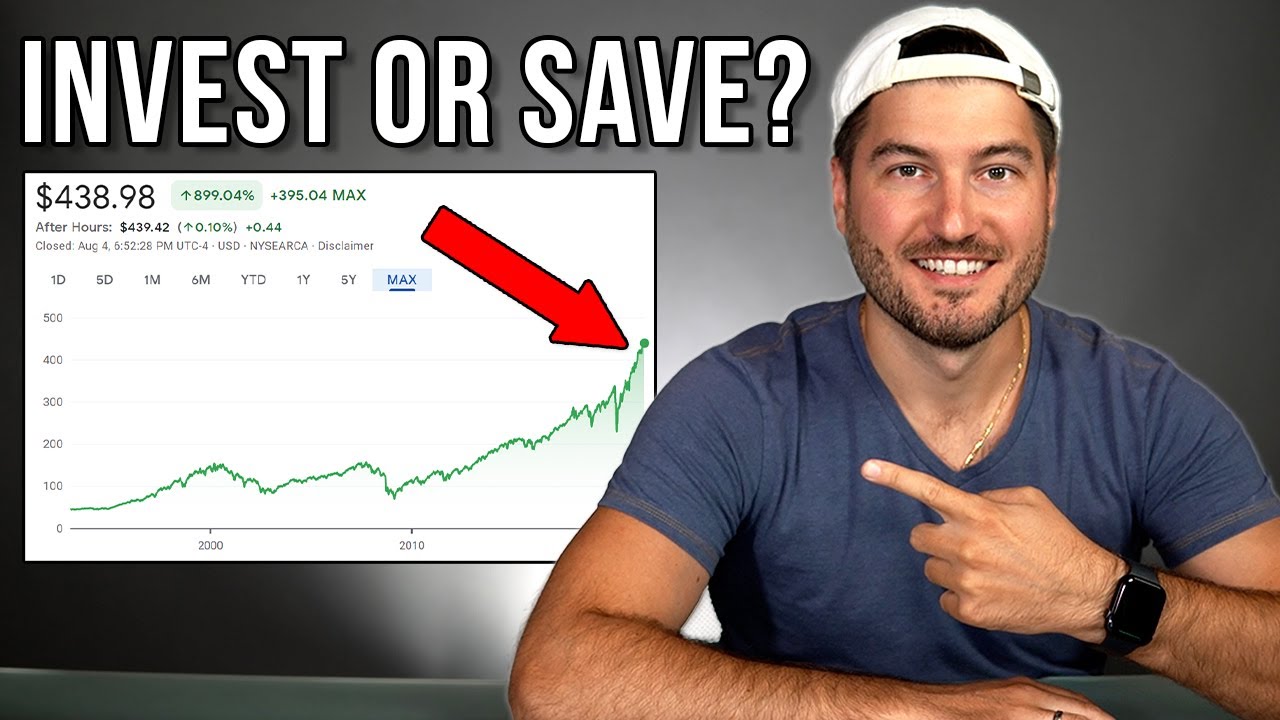 INVEST OR SAVE?
$438.98 ↑899.04% +395.04 MAX
After Hours: $439.42 (↑0.10%) +0.44
Closed: Aug 4, 6:52:28 PM UTC-4 · USD · NYSEARCA · Disclaimer
1D 5D 1M 6M YTD 1Y 5Y MAX
500
400
300
200
100
0
2000 2010